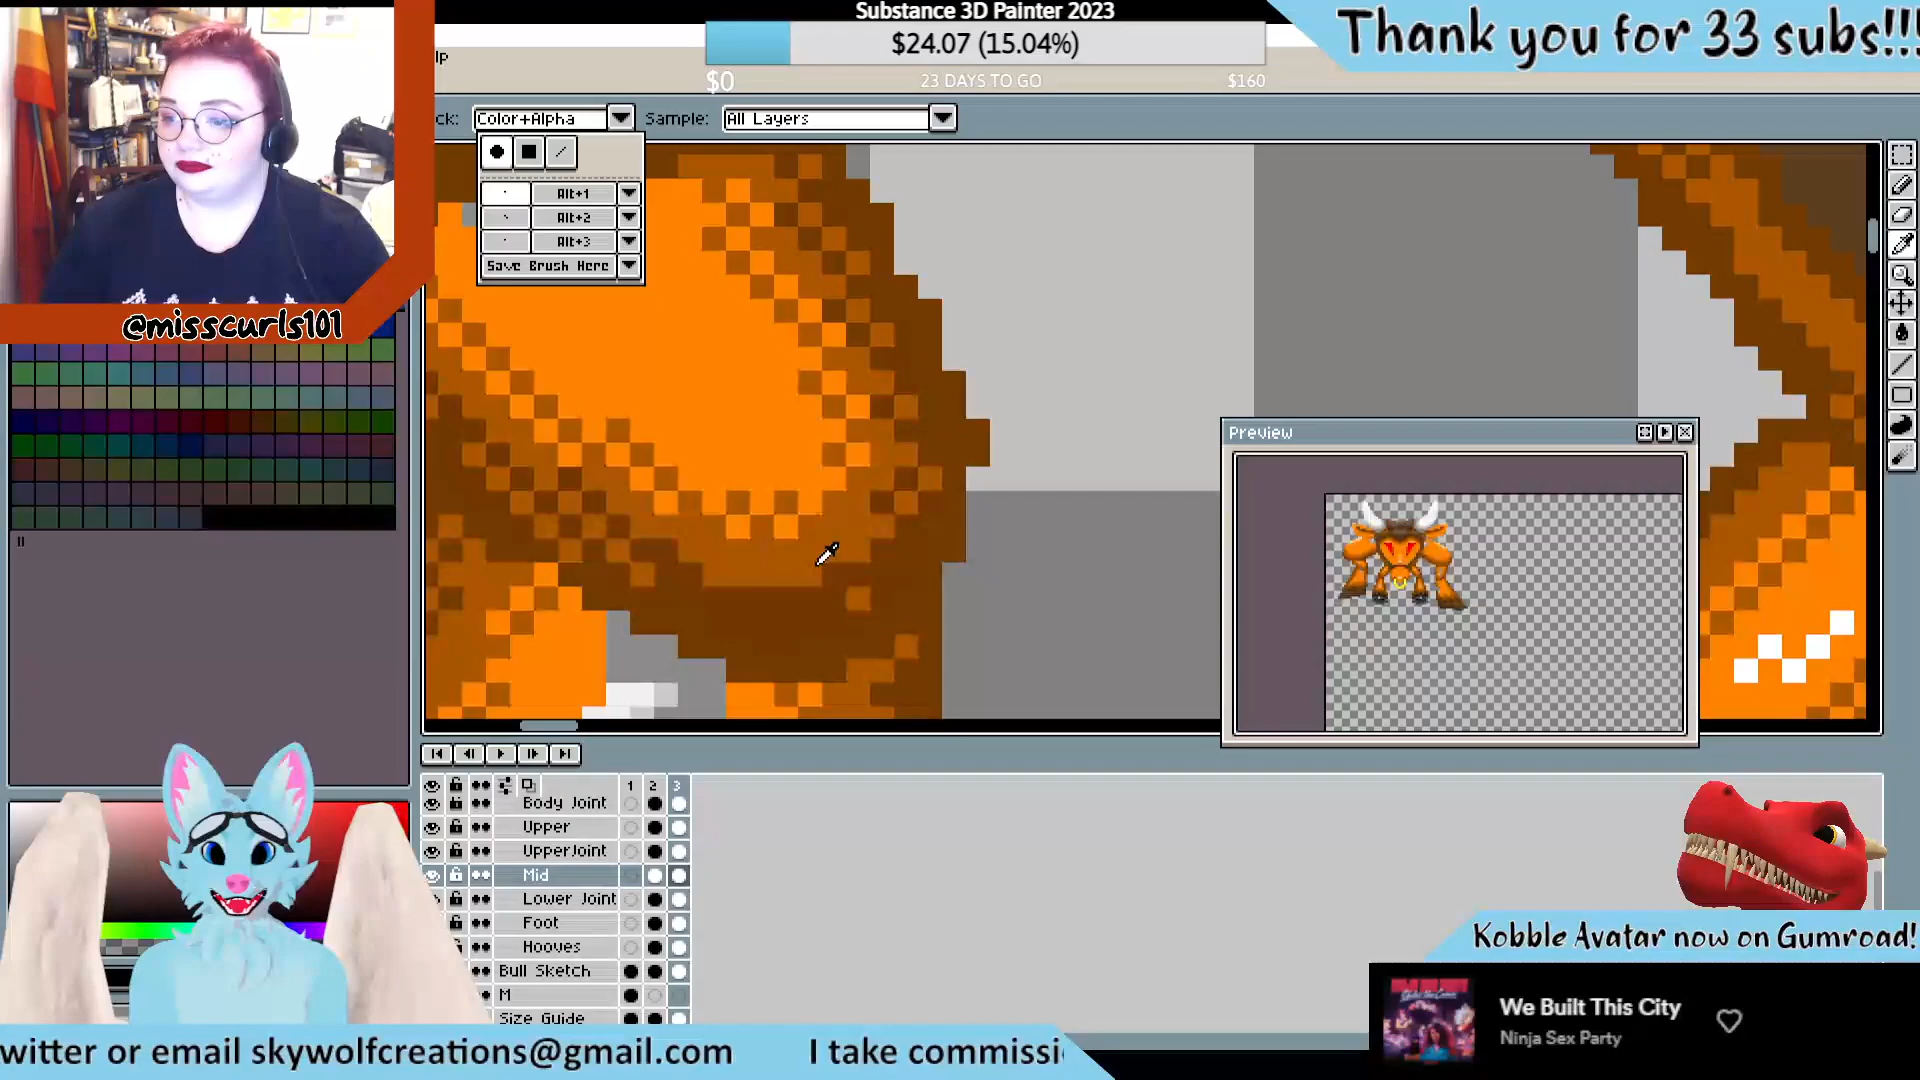 Substance 3D Painter 2023
$24.07 (15.04%)
$0
23 DAYS TO GO
$160
Thank you for 33 subs!!!
lp
ck:
Color+Alpha
Sample:
All Layers
Alt+1
Alt+2
Alt+3
Save Brush Here
@misscurls101
Preview
1 2 3
Body Joint
Upper
UpperJoint
Mid
Lower Joint
Foot
Hooves
Bull Sketch
M
Size Guide
Kobble Avatar now on Gumroad!
We Built This City
Ninja Sex Party
witter or email skywolfcreations@gmail.com
I take commissi